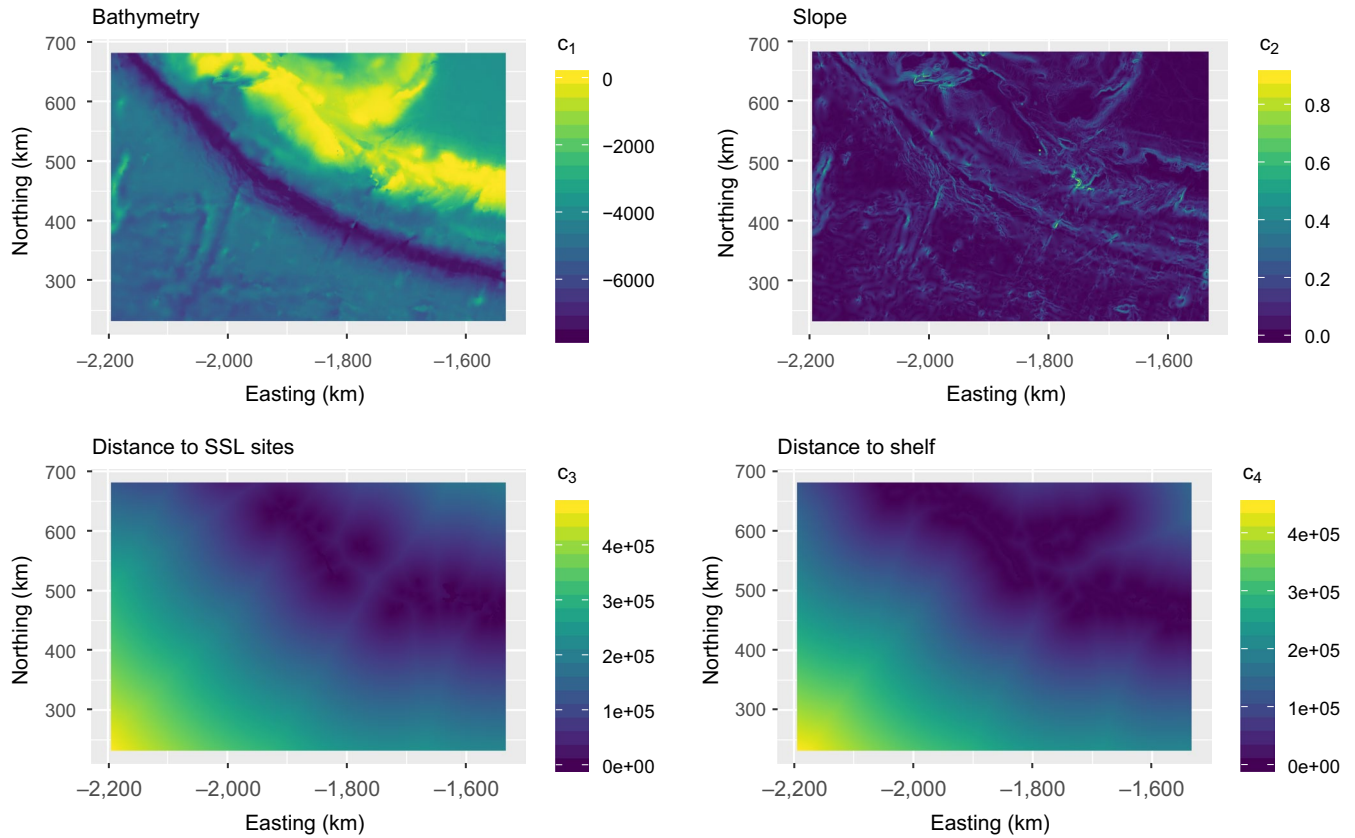 Bathymetry
c1
700
600
500
400
300
Northing (km)
0
−2000
−4000
−6000
−2,200 −2,000 −1,800 −1,600
Easting (km)
Slope
c2
700
600
500
400
300
Northing (km)
0.8
0.6
0.4
0.2
0.0
−2,200 −2,000 −1,800 −1,600
Easting (km)
Distance to SSL sites
c3
700
600
500
400
300
Northing (km)
4e+05
3e+05
2e+05
1e+05
0e+00
−2,200 −2,000 −1,800 −1,600
Easting (km)
Distance to shelf
c4
700
600
500
400
300
Northing (km)
4e+05
3e+05
2e+05
1e+05
0e+00
−2,200 −2,000 −1,800 −1,600
Easting (km)